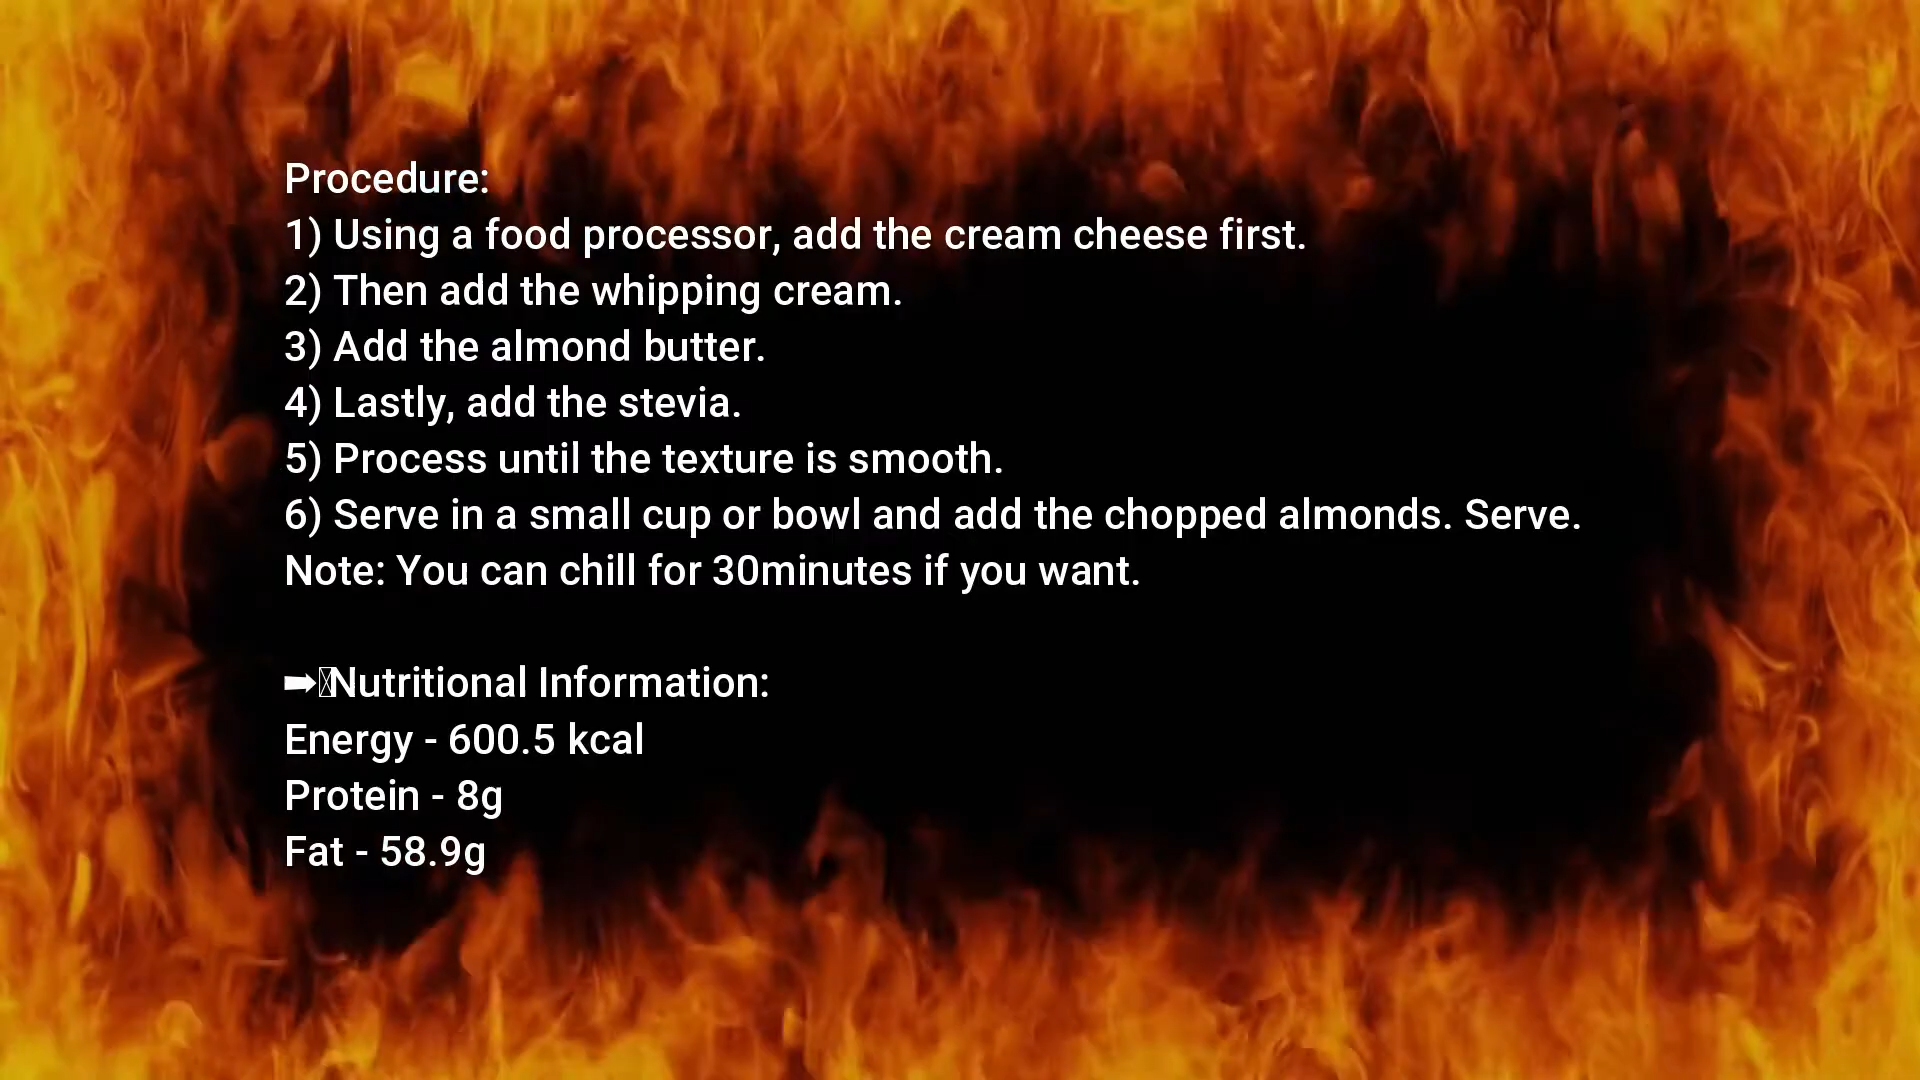 Procedure:
1) Using a food processor, add the cream cheese first.
2) Then add the whipping cream.
3) Add the almond butter.
4) Lastly, add the stevia.
5) Process until the texture is smooth.
6) Serve in a small cup or bowl and add the chopped almonds. Serve.
Note: You can chill for 30minutes if you want.
➡Nutritional Information:
Energy - 600.5 kcal
Protein - 8g
Fat - 58.9g